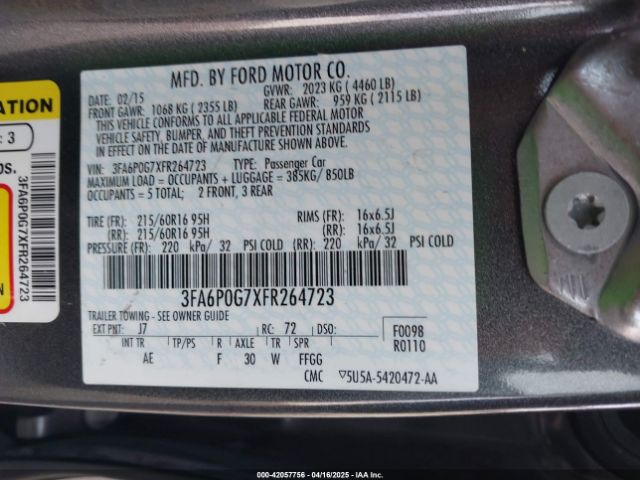 ATION
: 3
DS.
3FA6P0G7XFR264723
N
MFD. BY FORD MOTOR CO.
DATE: 02/15 GVWR: 2023 KG ( 4460 LB)
FRONT GAWR: 1068 KG ( 2355 LB) REAR GAWR: 959 KG ( 2115 LB)
THIS VEHICLE CONFORMS TO ALL APPLICABLE FEDERAL MOTOR
VEHICLE SAFETY, BUMPER, AND THEFT PREVENTION STANDARDS
IN EFFECT ON THE DATE OF MANUFACTURE SHOWN ABOVE.
VIN: 3FA6P0G7XFR264723 TYPE: Passenger Car
MAXIMUM LOAD = OCCUPANTS + LUGGAGE = 385KG/ 850LB
OCCUPANTS = 5 TOTAL; 2 FRONT, 3 REAR
TIRE (FR): 215/60R16 95H RIMS (FR): 16x6.5J
(RR): 215/60R16 95H (RR): 16x6.5J
PRESSURE (FR): 220 kPa/ 32 PSI COLD (RR): 220 kPa/ 32 PSI COLD
3FA6P0G7XFR264723
TRAILER TOWING - SEE OWNER GUIDE
EXT PNT: J7 RC: 72 DSO: F0098
INT TR TP/PS R AXLE TR SPR R0110
AE F 30 W FFGG
CMC ▽5U5A-5420472-AA
000-42057756 - 04/16/2025 - IAAI.com